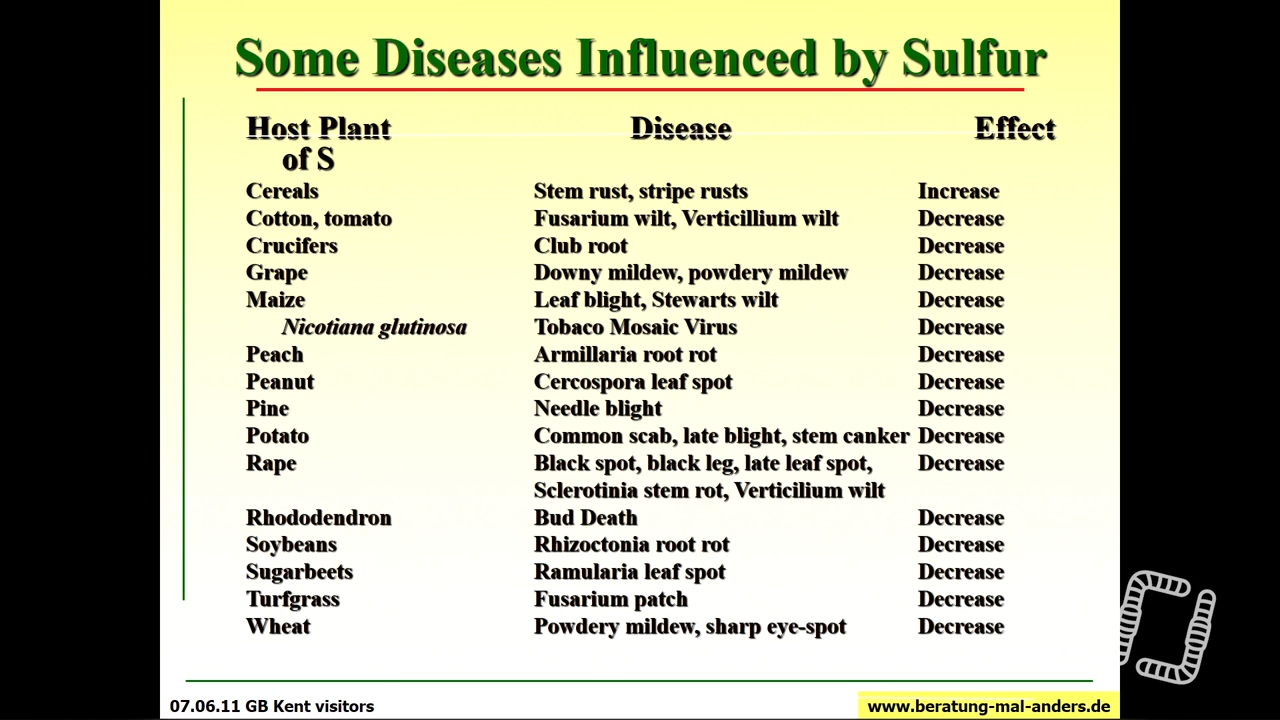 Some Diseases Influenced by Sulfur
Host Plant Disease Effect
of S
Cereals Stem rust, stripe rusts Increase
Cotton, tomato Fusarium wilt, Verticillium wilt Decrease
Crucifers Club root Decrease
Grape Downy mildew, powdery mildew Decrease
Maize Leaf blight, Stewarts wilt Decrease
Nicotiana glutinosa Tobaco Mosaic Virus Decrease
Peach Armillaria root rot Decrease
Peanut Cercospora leaf spot Decrease
Pine Needle blight Decrease
Potato Common scab, late blight, stem canker Decrease
Rape Black spot, black leg, late leaf spot, Decrease
Sclerotinia stem rot, Verticilium wilt
Rhododendron Bud Death Decrease
Soybeans Rhizoctonia root rot Decrease
Sugarbeets Ramularia leaf spot Decrease
Turfgrass Fusarium patch Decrease
Wheat Powdery mildew, sharp eye-spot Decrease
07.06.11 GB Kent visitors www.beratung-mal-anders.de